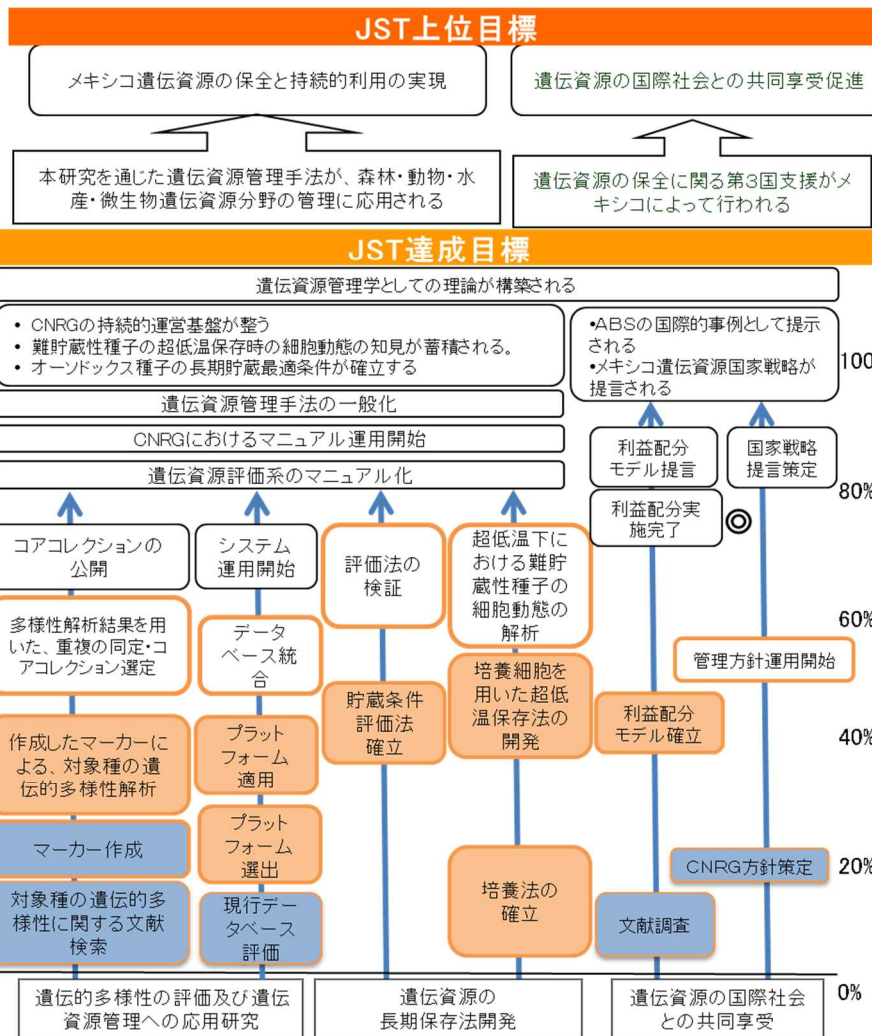 JST上位目標
メキシコ遺伝資源の保全と持続的利用の実現
遺伝資源の国際社会との共同享受促進
本研究を通じた遺伝資源管理手法が、森林・動物・水
産・微生物遺伝資源分野の管理に応用される
遺伝資源の保全に関る第3国支援がメ
キシコによって行われる
JST達成目標
遺伝資源管理学としての理論が構築される
• CNRGの持続的運営基盤が整う
• 難貯蔵性種子の超低温保存時の細胞動態の知見が蓄積される。
• オーソドックス種子の長期貯蔵最適条件が確立する
•ABSの国際的事例として提示
される
•メキシコ遺伝資源国家戦略が
提言される
100
遺伝資源管理手法の一般化
CNRGにおけるマニュアル運用開始
遺伝資源評価系のマニュアル化
利益配分
モデル提言
国家戦略
提言策定
80%
利益配分実
施完了
◎
コアコレクションの
公開
システム
運用開始
評価法の
検証
超低温下に
おける難貯
蔵性種子の
細胞動態の
解析
60%
多様性解析結果を用
いた、重複の同定・コ
アコレクション選定
データ
ベース統
合
管理方針運用開始
貯蔵条件
評価法
確立
培養細胞を
用いた超低
温保存法の
開発
利益配分
モデル確立
40%
作成したマーカーに
よる、対象種の遺
伝的多様性解析
プラット
フォーム
適用
マーカー作成
プラット
フォーム
選出
CNRG方針策定
20%
対象種の遺伝的多
様性に関する文献
検索
現行デー
タベース
評価
培養法の
確立
文献調査
0%
遺伝的多様性の評価及び遺伝
資源管理への応用研究
遺伝資源の
長期保存法開発
遺伝資源の国際社会
との共同享受